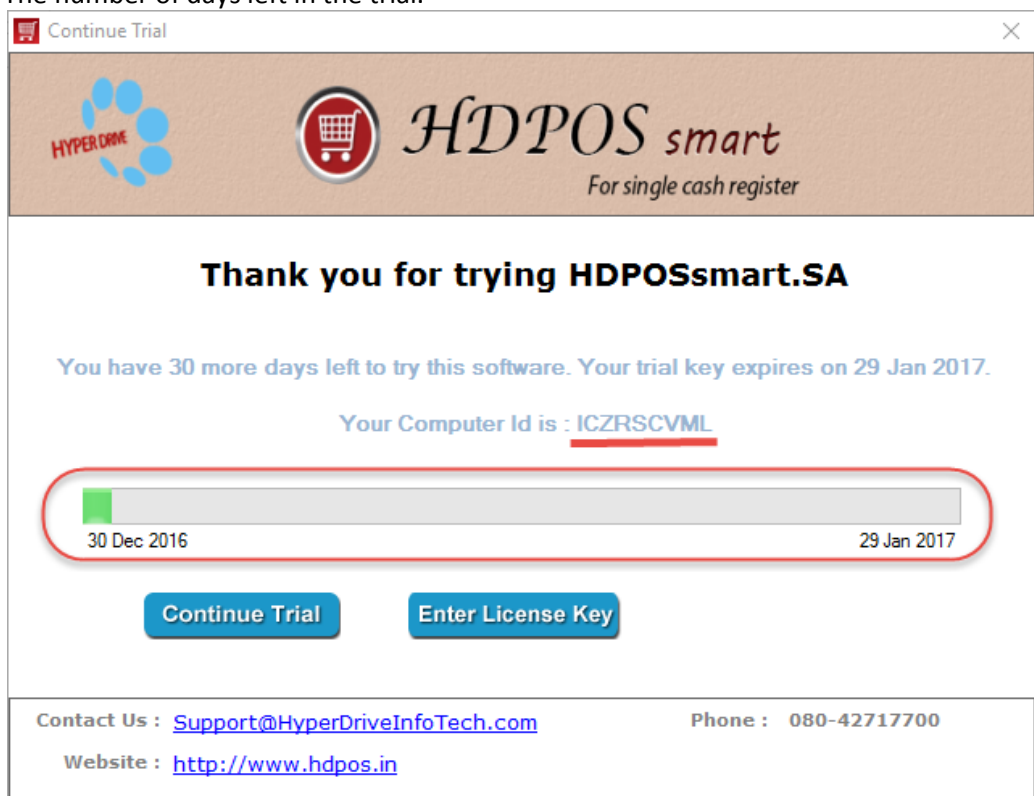 The number of days left in the trial.
Continue Trial
HYPER DRIVE
HDPOS smart
For single cash register
Thank you for trying HDPOSsmart.SA
You have 30 more days left to try this software. Your trial key expires on 29 Jan 2017.
Your Computer Id is : ICZRSCVML
30 Dec 2016 29 Jan 2017
Continue Trial Enter License Key
Contact Us : Support@HyperDriveInfoTech.com Phone : 080-42717700
Website : http://www.hdpos.in